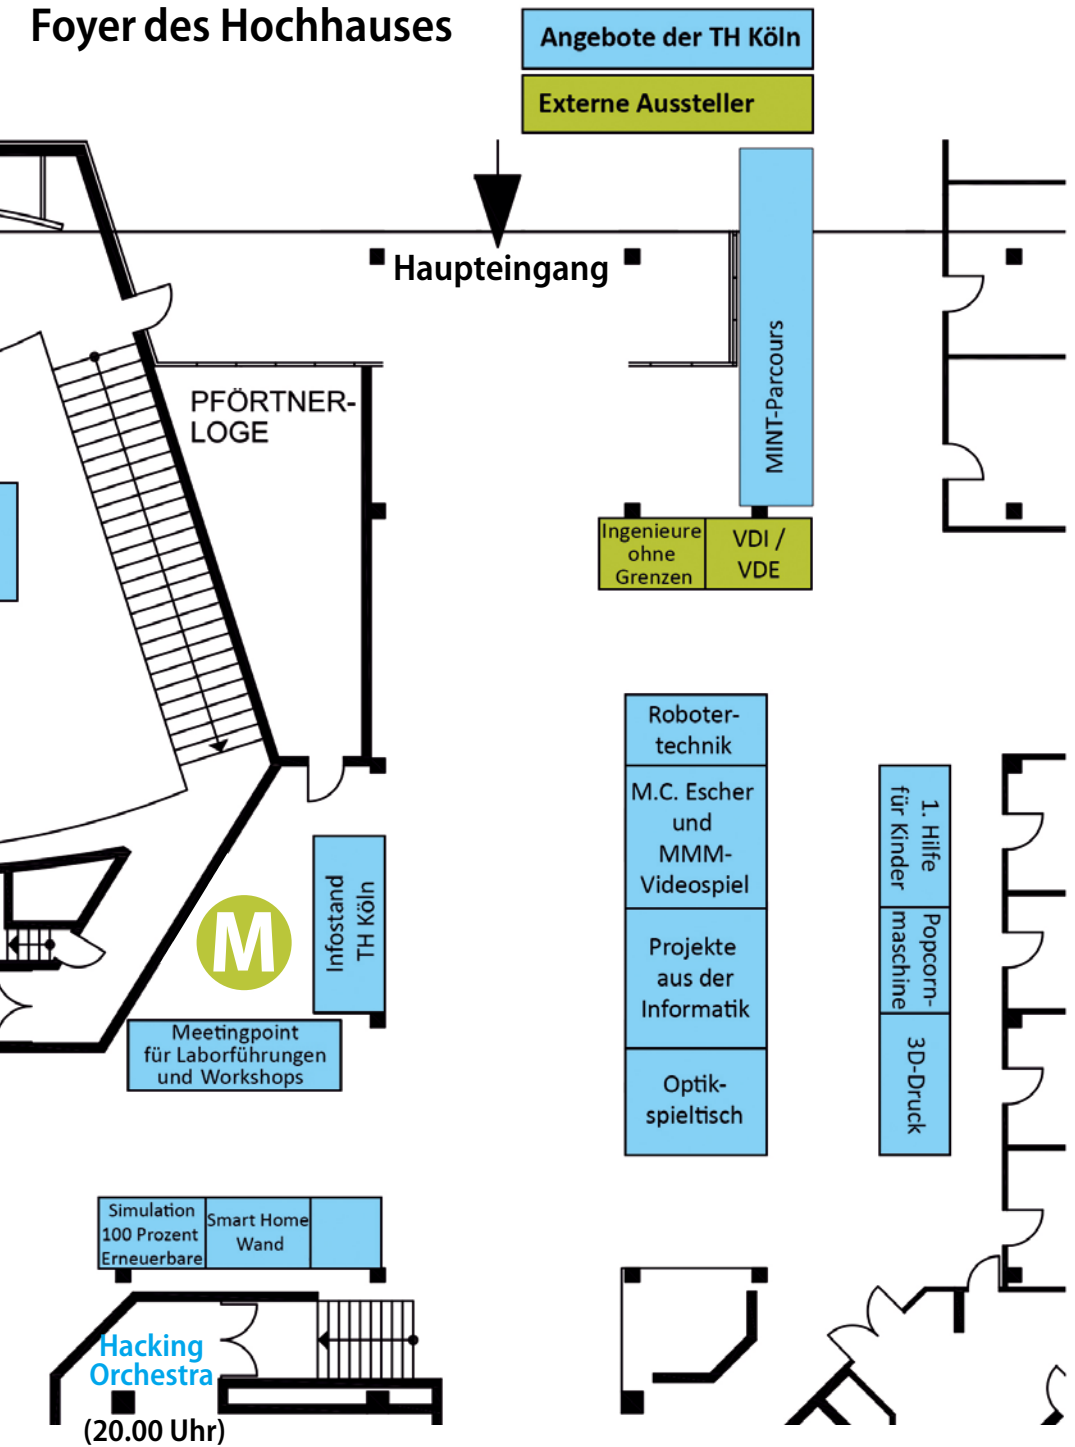 Foyer des Hochhauses
Angebote der TH Köln
Externe Aussteller
Haupteingang
MINT-Parcours
PFÖRTNER-
LOGE
Ingenieure
ohne
Grenzen
VDI /
VDE
Roboter-
technik
M.C. Escher
und
MMM-
Videospiel
Projekte
aus der
Informatik
Optik-
spieltisch
1. Hilfe
für Kinder
Popcorn-
maschine
3D-Druck
M
Infostand
TH Köln
Meetingpoint
für Laborführungen
und Workshops
Simulation
100 Prozent
Erneuerbare
Smart Home
Wand
Hacking
Orchestra
(20.00 Uhr)